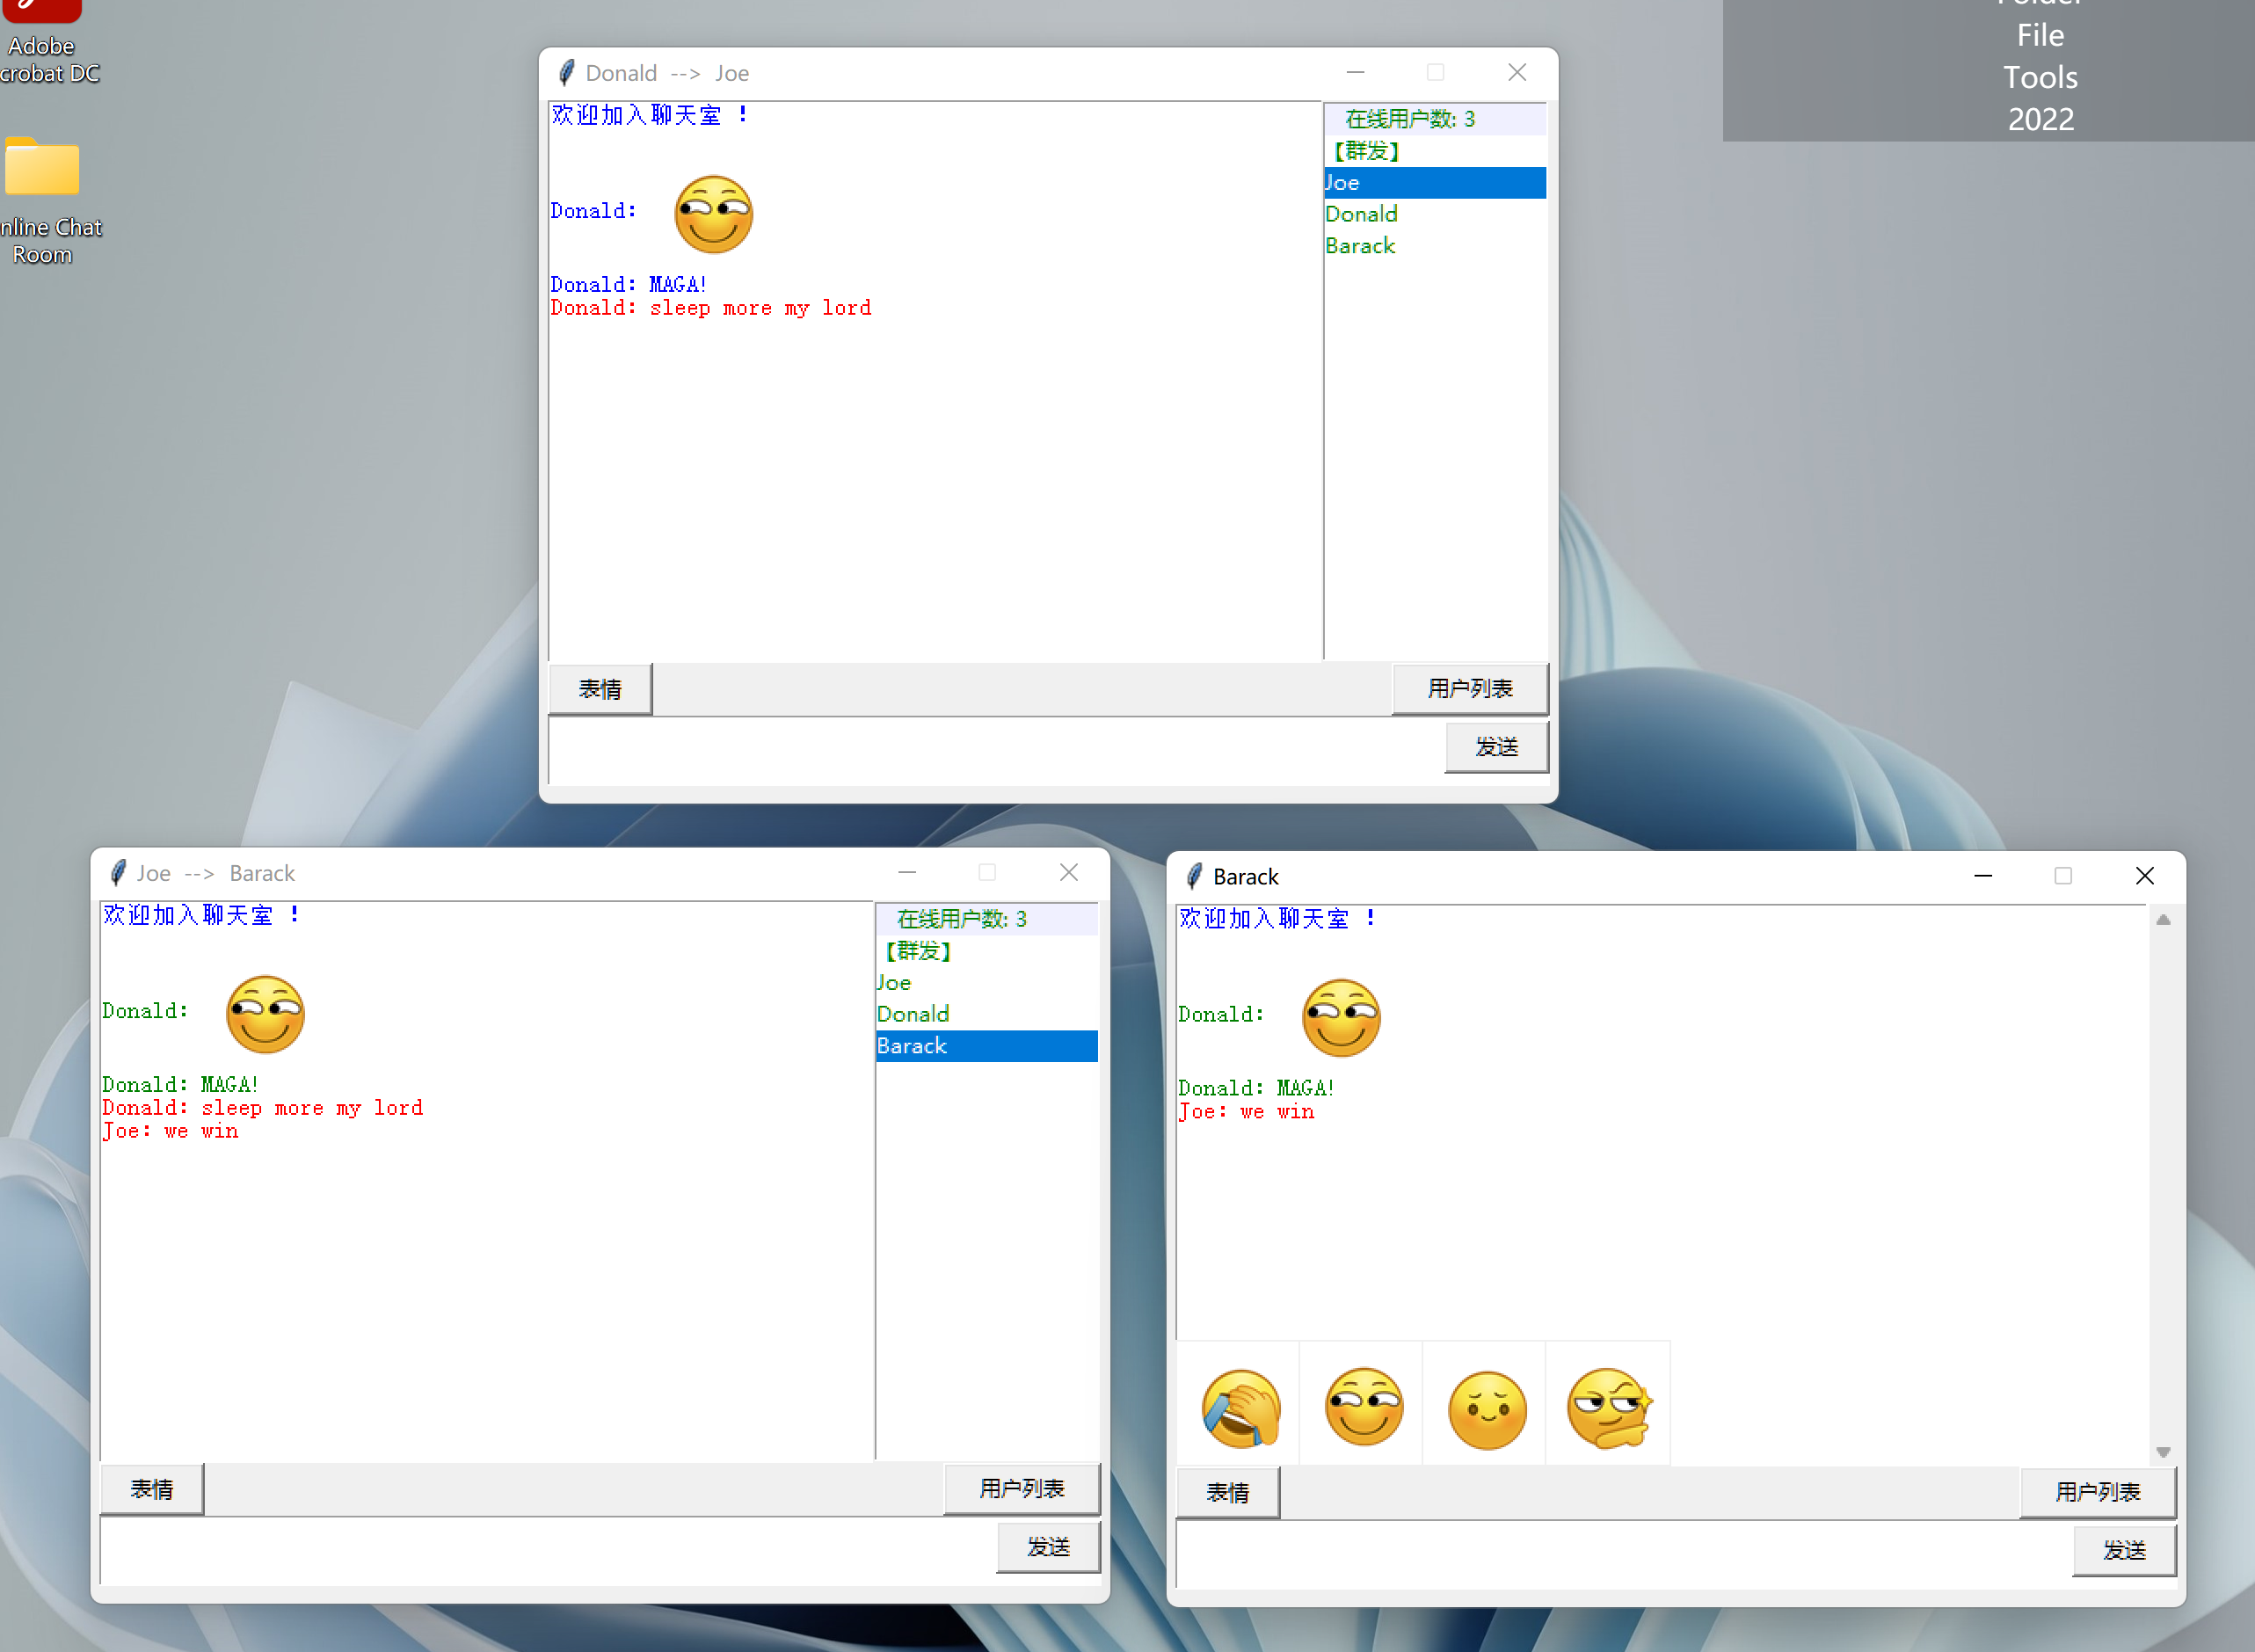 Adobe
crobat DC
nline Chat
Room
File
Tools
2022
Donald --> Joe
欢迎加入聊天室 !
Donald:
Donald: MAGA!
Donald: sleep more my lord
在线用户数: 3
【群发】
Joe
Donald
Barack
表情
用户列表
发送
Joe --> Barack
欢迎加入聊天室 !
Donald:
Donald: MAGA!
Donald: sleep more my lord
Joe: we win
在线用户数: 3
【群发】
Joe
Donald
Barack
表情
用户列表
发送
Barack
欢迎加入聊天室 !
Donald:
Donald: MAGA!
Joe: we win
表情
用户列表
发送